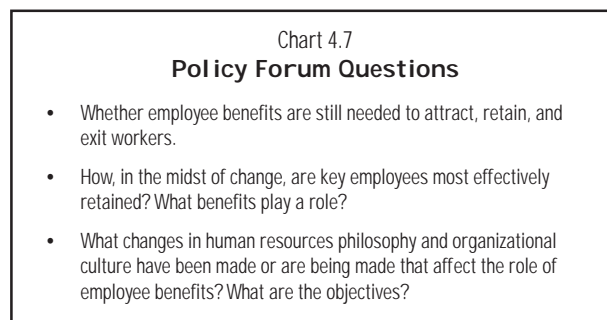 Chart 4.7
Policy Forum Questions
• Whether employee benefits are still needed to attract, retain, and
exit workers.
• How, in the midst of change, are key employees most effectively
retained? What benefits play a role?
• What changes in human resources philosophy and organizational
culture have been made or are being made that affect the role of
employee benefits? What are the objectives?